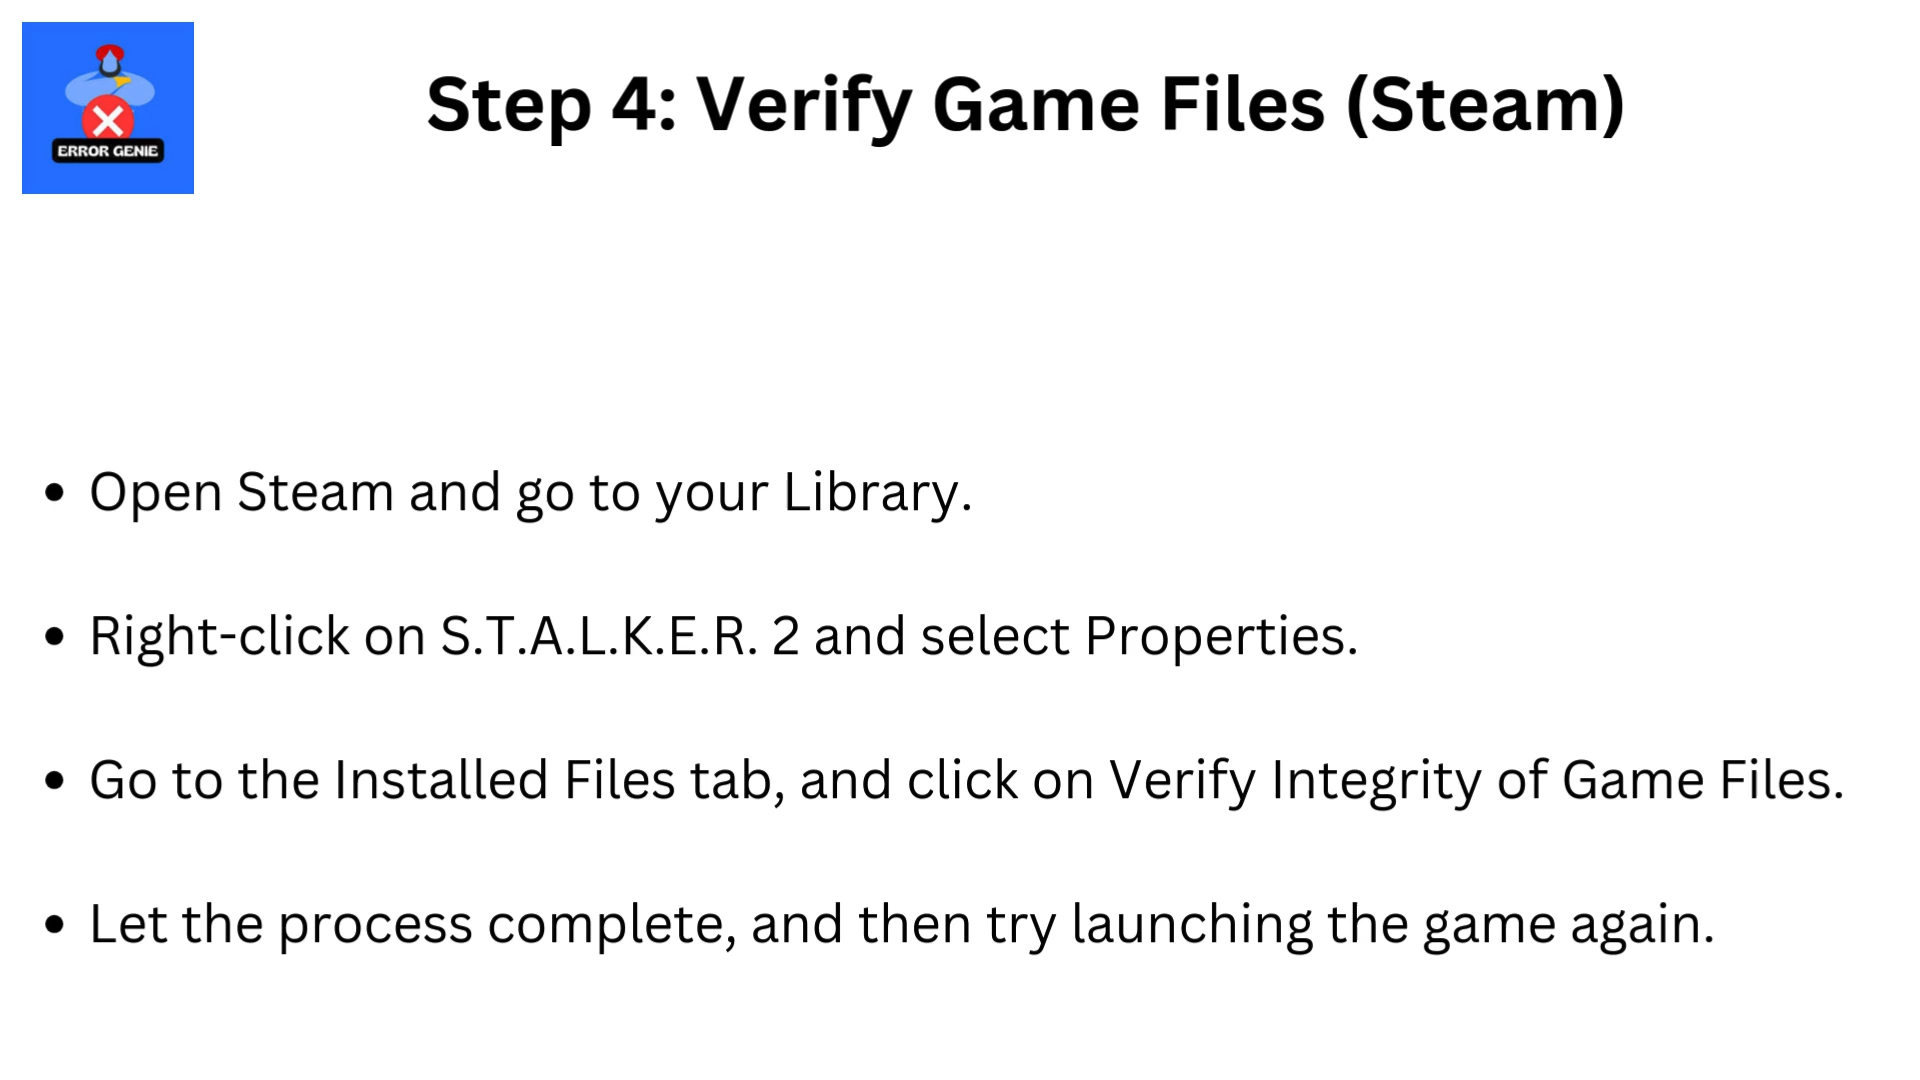 ERROR GENIE
Step 4: Verify Game Files (Steam)
• Open Steam and go to your Library.
• Right-click on S.T.A.L.K.E.R. 2 and select Properties.
• Go to the Installed Files tab, and click on Verify Integrity of Game Files.
• Let the process complete, and then try launching the game again.